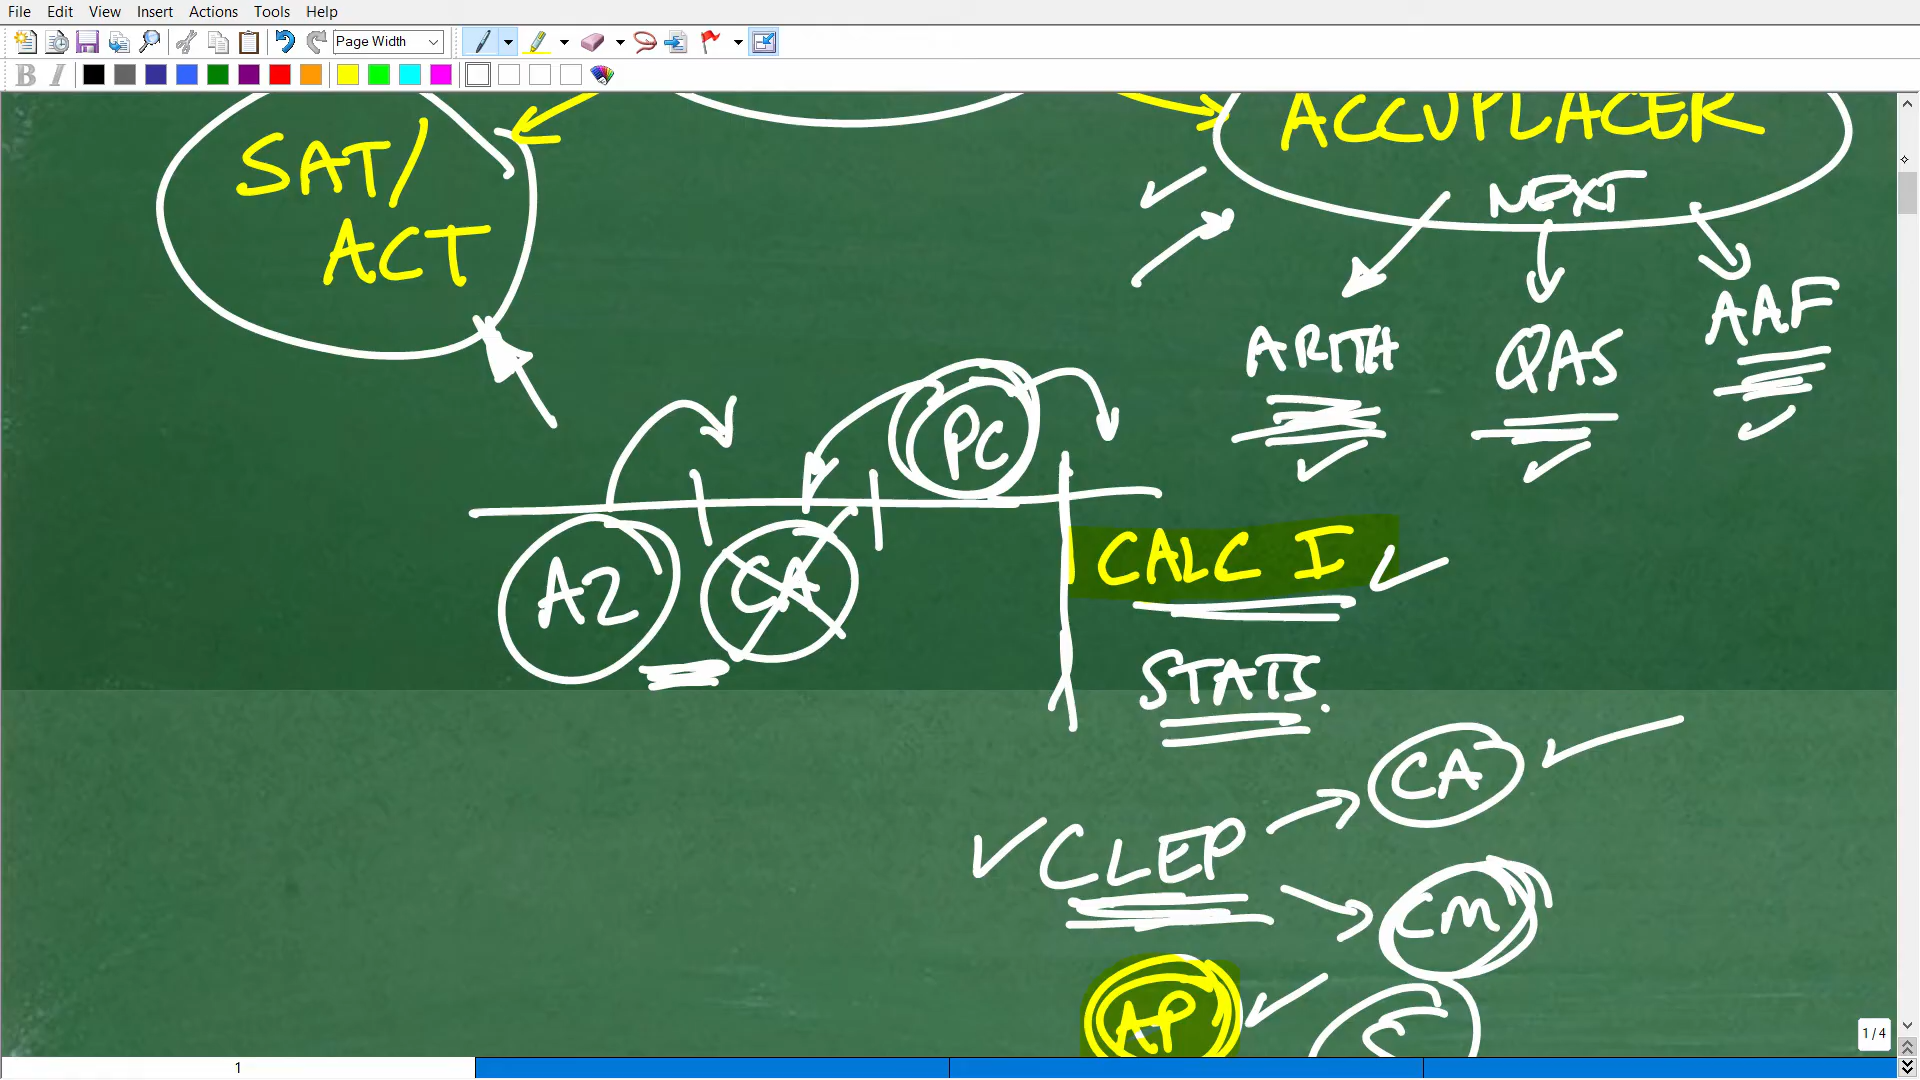 File Edit View Insert Actions Tools Help
Page Width
B I
SAT/
ACT
ACCUPLACER
NEXT
ARITH QAS AAF
PC
A2 CA
CALC I
STATS.
CLEP
CA
CM
AP
1 / 4
1